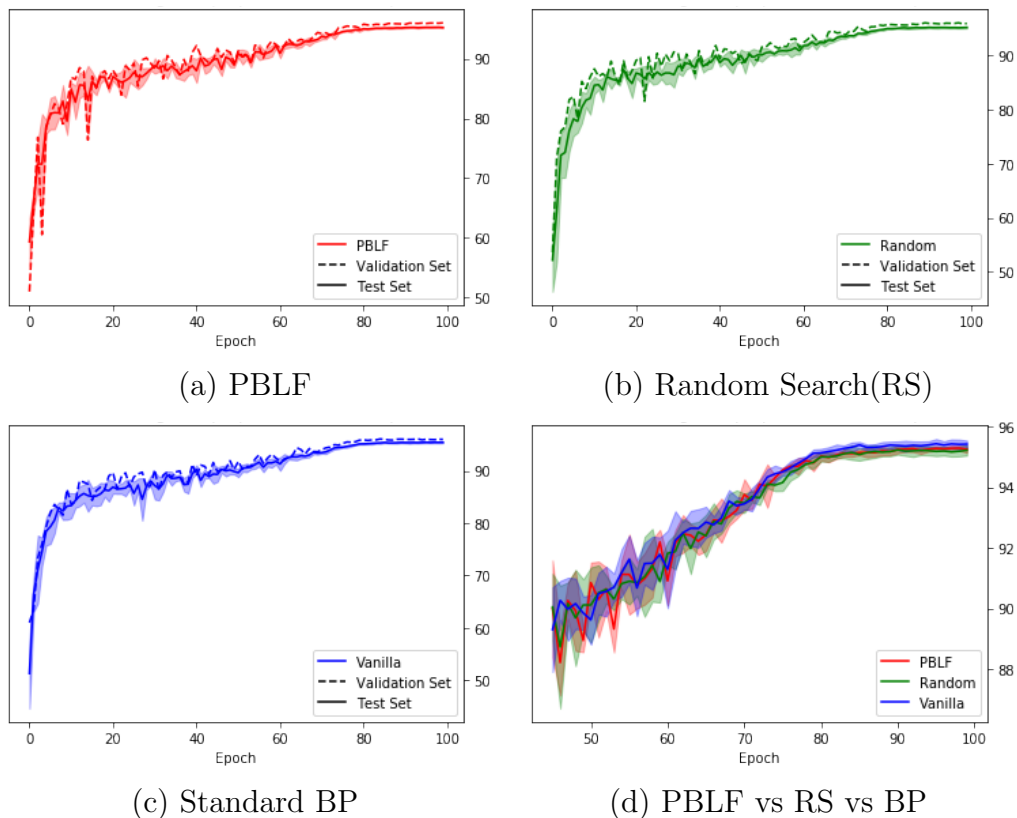 90
80
70
60
50
PBLF
Validation Set
Test Set
0 20 40 60 80 100
Epoch
(a) PBLF
90
80
70
60
50
Random
Validation Set
Test Set
0 20 40 60 80 100
Epoch
(b) Random Search(RS)
90
80
70
60
50
Vanilla
Validation Set
Test Set
0 20 40 60 80 100
Epoch
(c) Standard BP
96
94
92
90
88
PBLF
Random
Vanilla
50 60 70 80 90 100
Epoch
(d) PBLF vs RS vs BP